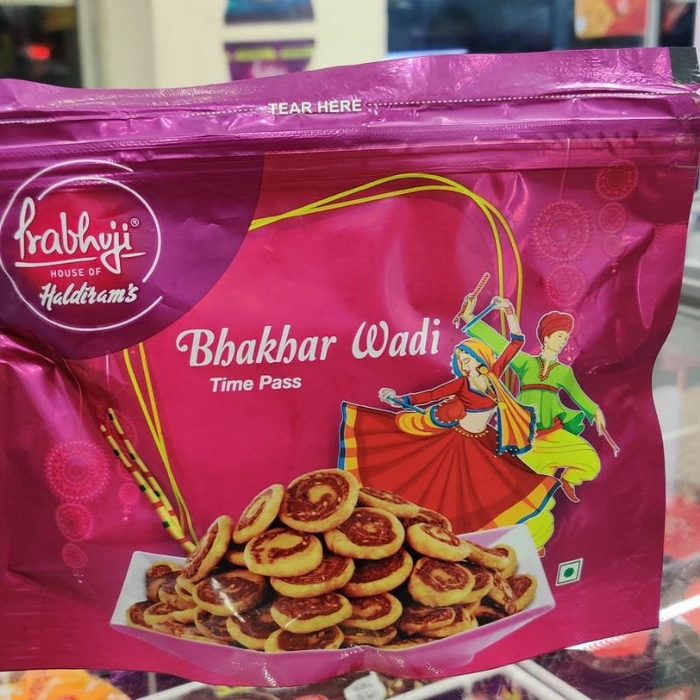 TEAR HERE
Prabhuji®
HOUSE OF
Haldiram's
Bhakhar Wadi
Time Pass